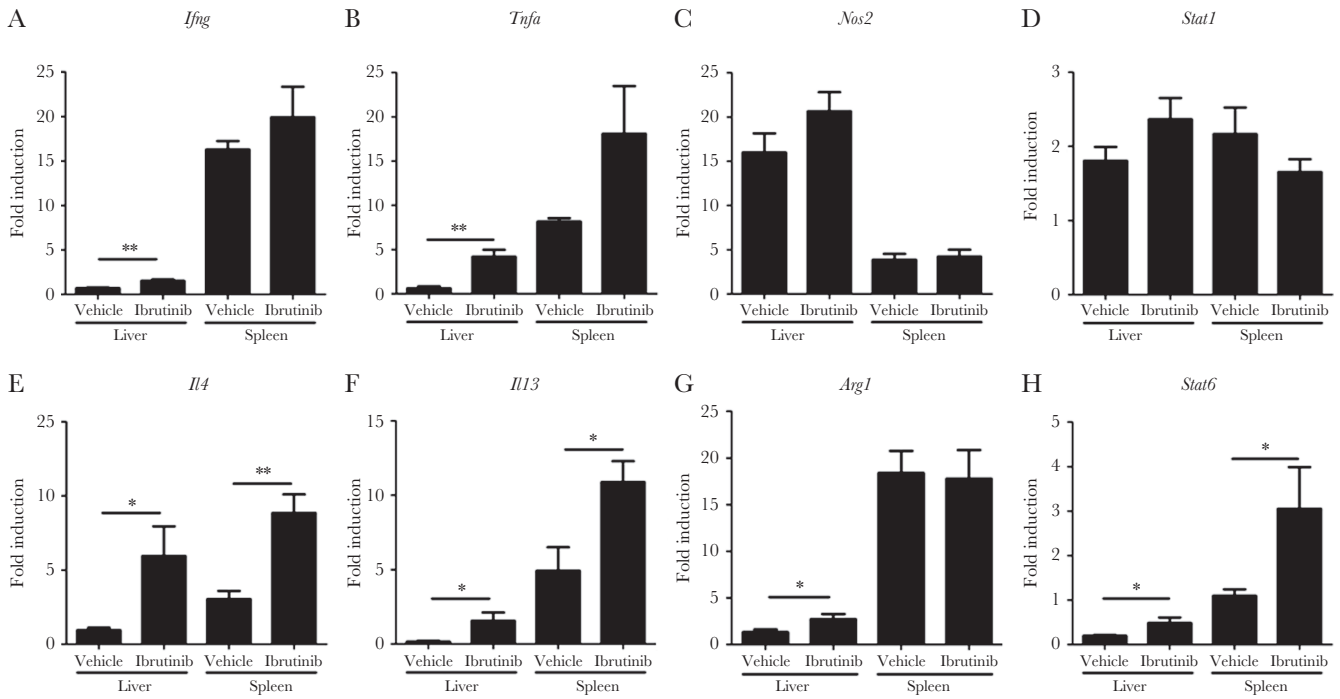 A Ifng
25
20
15
10
5
0
Fold induction
**
Vehicle Ibrutinib Vehicle Ibrutinib
Liver Spleen
B Tnfa
25
20
15
10
5
0
Fold induction
**
Vehicle Ibrutinib Vehicle Ibrutinib
Liver Spleen
C Nos2
25
20
15
10
5
0
Fold induction
Vehicle Ibrutinib Vehicle Ibrutinib
Liver Spleen
D Stat1
3
2
1
0
Fold induction
Vehicle Ibrutinib Vehicle Ibrutinib
Liver Spleen
E Il4
25
10
5
0
Fold induction
*
**
Vehicle Ibrutinib Vehicle Ibrutinib
Liver Spleen
F Il13
15
10
5
0
Fold induction
*
*
Vehicle Ibrutinib Vehicle Ibrutinib
Liver Spleen
G Arg1
25
20
15
10
5
0
Fold induction
*
Vehicle Ibrutinib Vehicle Ibrutinib
Liver Spleen
H Stat6
5
4
3
2
1
0
Fold induction
*
*
Vehicle Ibrutinib Vehicle Ibrutinib
Liver Spleen